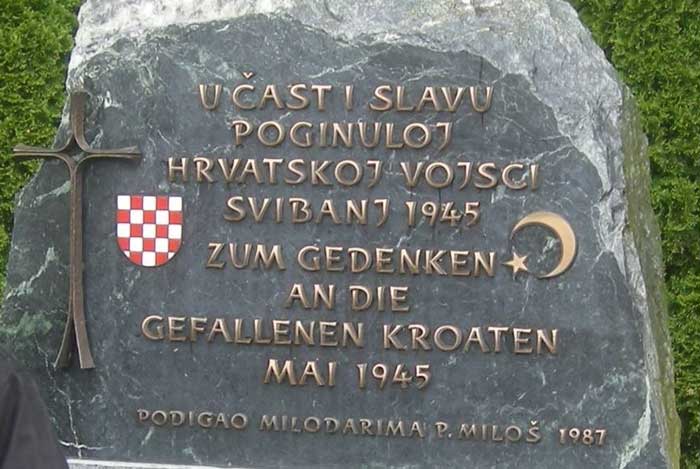 U ČAST I SLAVU
POGINULOJ
HRVATSKOJ VOJSCI
SVIBANJ 1945
ZUM GEDENKEN
AN DIE
GEFALLENEN KROATEN
MAI 1945
PODIGAO MILODARIMA P. MILOŠ 1987